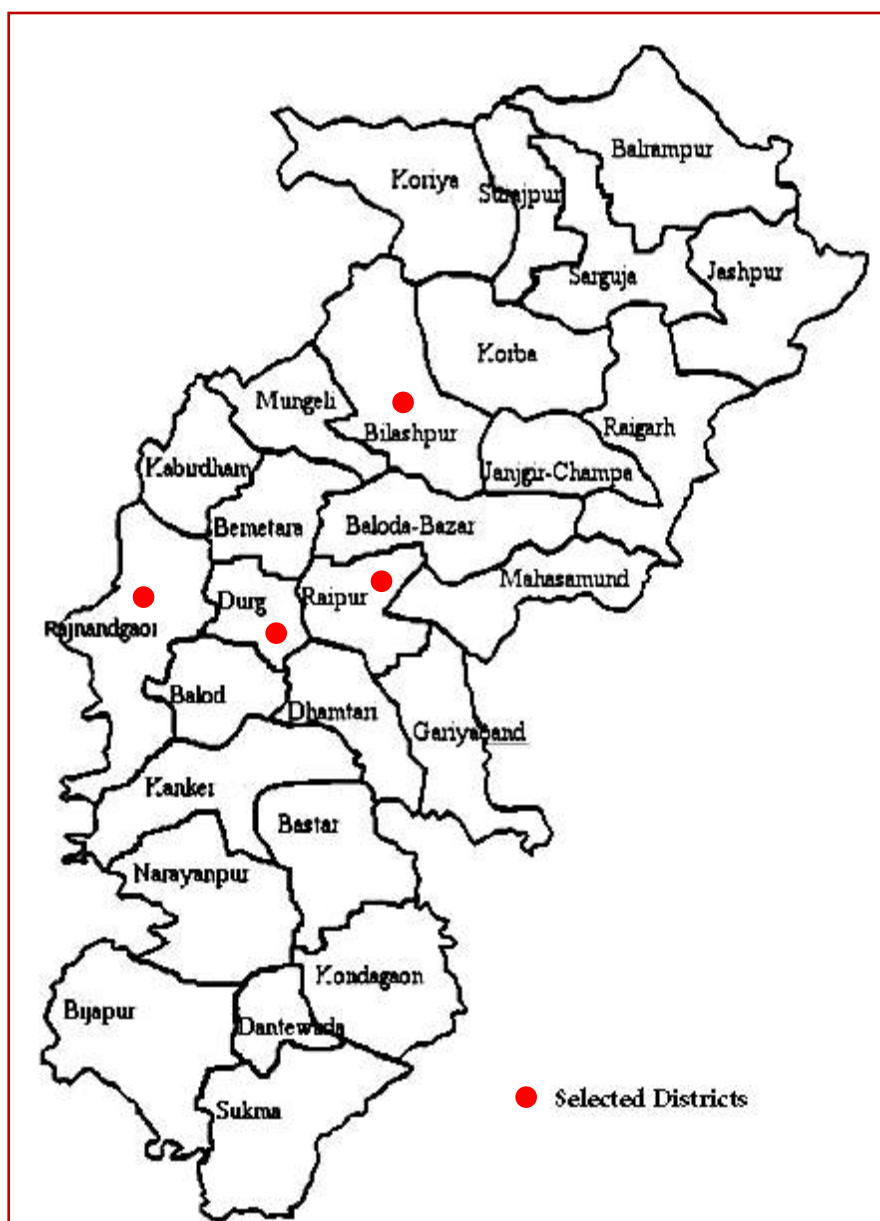 Balrampur
Koriya
Surajpur
Sarguja
Jashpur
Korba
Mungeli
Bilashpur
Raigarh
Kabirdham
Janjgir-Champa
Bemetara
Baloda-Bazar
Mahasamund
Durg
Raipur
Rajnandgaon
Balod
Dhamtari
Gariyaband
Kanker
Bastar
Narayanpur
Kondagaon
Bijapur
Dantewada
Sukma
Selected Districts